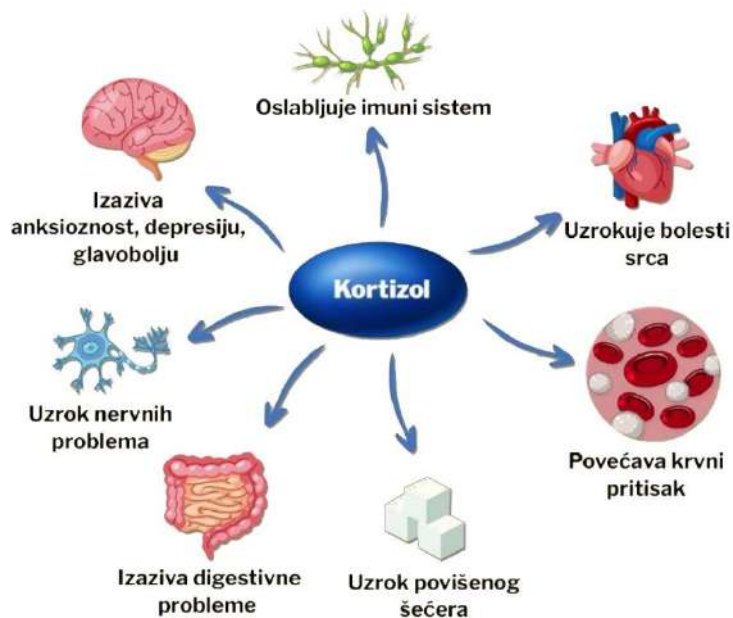 Oslabljuje imuni sistem
Izaziva
anksioznost, depresiju,
glavobolju
Uzrokuje bolesti
srca
Kortizol
Uzrok nervnih
problema
Povećava krvni
pritisak
Izaziva digestivne
probleme
Uzrok povišenog
šećera